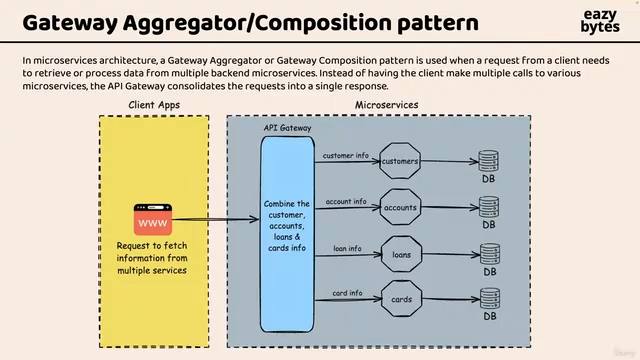 Gateway Aggregator/Composition pattern
eazy
bytes
In microservices architecture, a Gateway Aggregator or Gateway Composition pattern is used when a request from a client needs
to retrieve or process data from multiple backend microservices. Instead of having the client make multiple calls to various
microservices, the API Gateway consolidates the requests into a single response.
Client Apps
Microservices
API Gateway
customer info
customers
DB
account info
accounts
DB
Combine the
customer,
accounts,
loans &
cards info
www
Request to fetch
information from
multiple services
loan info
loans
DB
card info
cards
DB